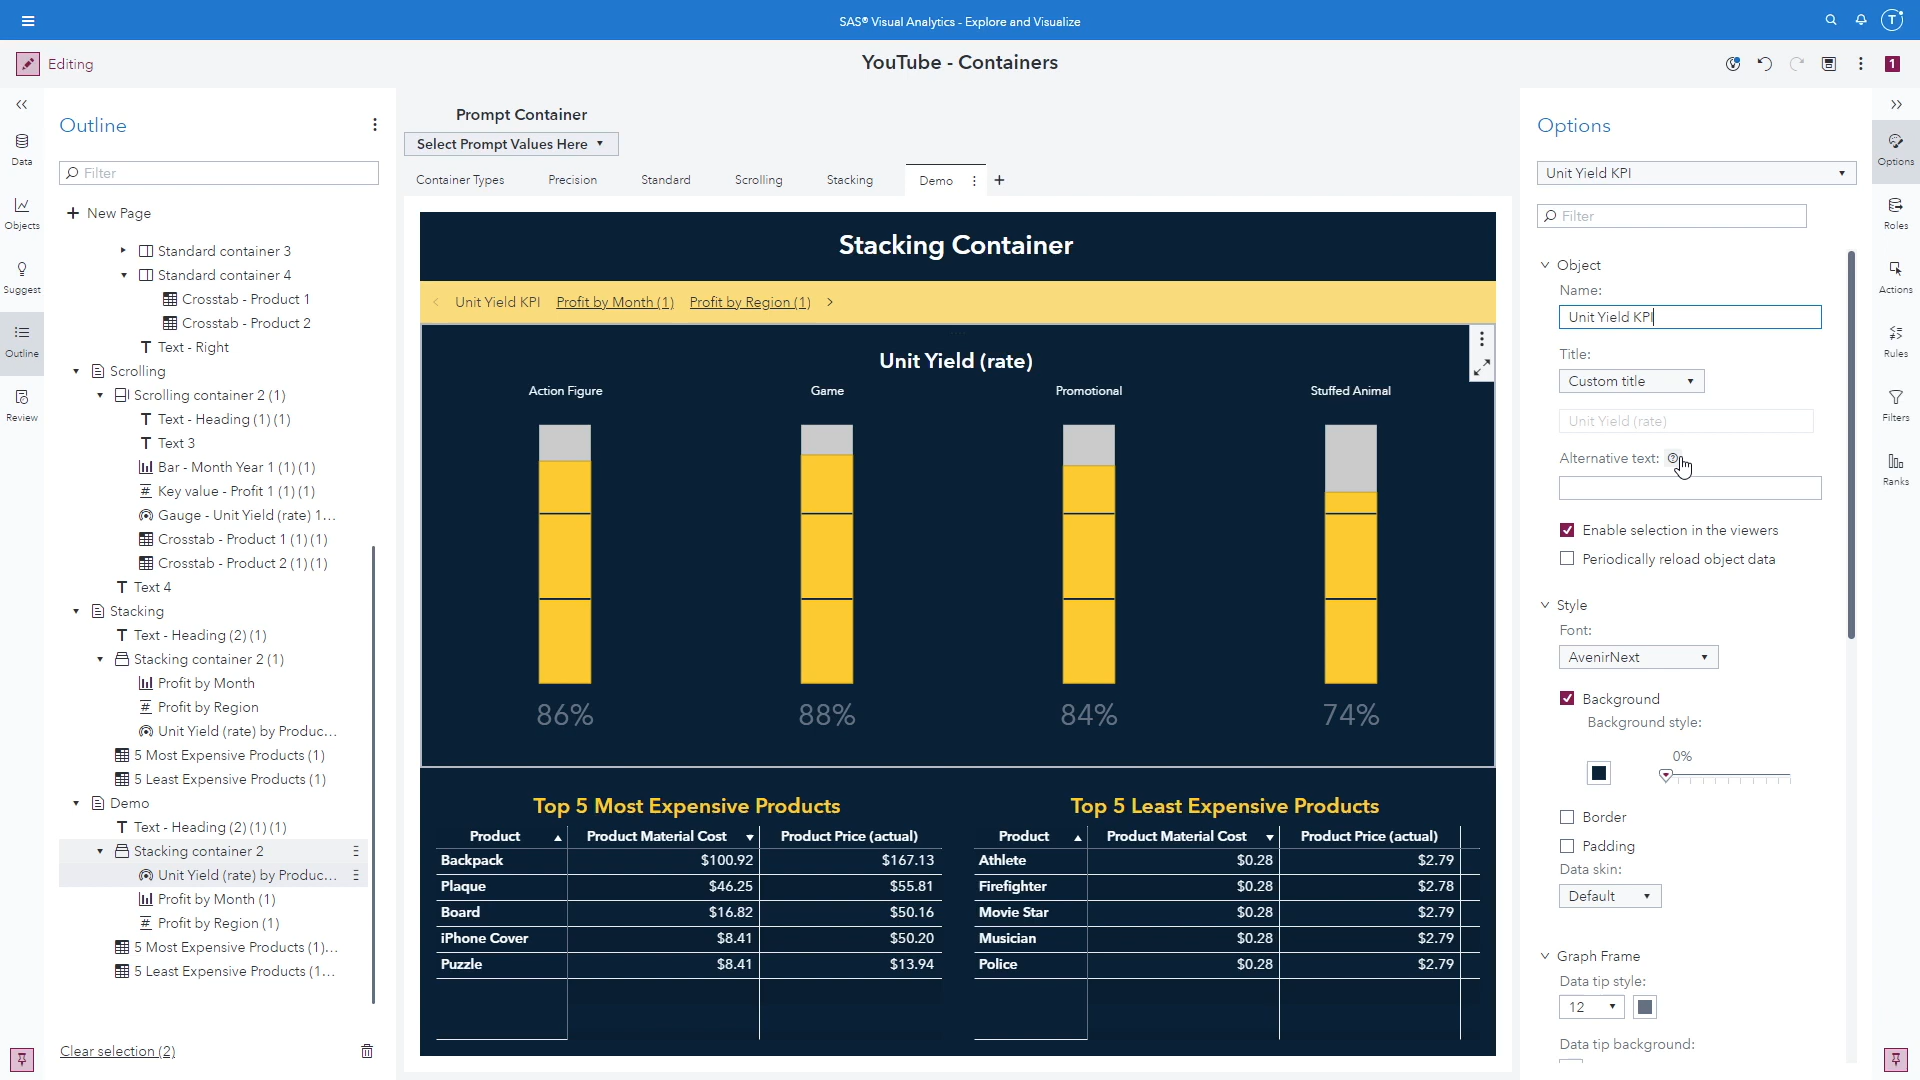 SAS® Visual Analytics - Explore and Visualize
T
Editing
YouTube - Containers
1
Data
Objects
Suggest
Outline
Review
Outline
Filter
New Page
Standard container 3
Standard container 4
Crosstab - Product 1
Crosstab - Product 2
Text - Right
Scrolling
Scrolling container 2 (1)
Text - Heading (1) (1)
Text 3
Bar - Month Year 1 (1) (1)
Key value - Profit 1 (1) (1)
Gauge - Unit Yield (rate) 1...
Crosstab - Product 1 (1) (1)
Crosstab - Product 2 (1) (1)
Text 4
Stacking
Text - Heading (2) (1)
Stacking container 2 (1)
Profit by Month
Profit by Region
Unit Yield (rate) by Produc...
5 Most Expensive Products (1)
5 Least Expensive Products (1)
Demo
Text - Heading (2) (1) (1)
Stacking container 2
Unit Yield (rate) by Produc...
Profit by Month (1)
Profit by Region (1)
5 Most Expensive Products (1)...
5 Least Expensive Products (1...
Clear selection (2)
Prompt Container
Select Prompt Values Here
Container Types Precision Standard Scrolling Stacking Demo
Stacking Container
Unit Yield KPI Profit by Month (1) Profit by Region (1)
Unit Yield (rate)
Action Figure Game Promotional Stuffed Animal
86% 88% 84% 74%
Top 5 Most Expensive Products
Product Product Material Cost Product Price (actual)
Backpack $100.92 $167.13
Plaque $46.25 $55.81
Board $16.82 $50.16
iPhone Cover $8.41 $50.20
Puzzle $8.41 $13.94
Top 5 Least Expensive Products
Product Product Material Cost Product Price (actual)
Athlete $0.28 $2.79
Firefighter $0.28 $2.78
Movie Star $0.28 $2.79
Musician $0.28 $2.79
Police $0.28 $2.79
Options
Unit Yield KPI
Filter
Object
Name:
Unit Yield KPI
Title:
Custom title
Unit Yield (rate)
Alternative text:
Enable selection in the viewers
Periodically reload object data
Style
Font:
AvenirNext
Background
Background style:
0%
Border
Padding
Data skin:
Default
Graph Frame
Data tip style:
12
Data tip background:
Options
Roles
Actions
Rules
Filters
Ranks